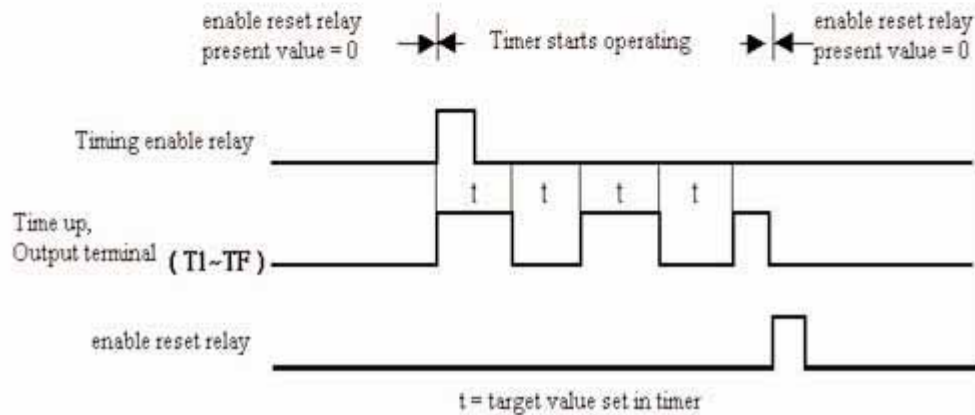 enable reset relay
present value = 0
Timer starts operating
enable reset relay
present value = 0
Timing enable relay
t t t t
Time up,
Output terminal ( T1~TF )
enable reset relay
t = target value set in timer